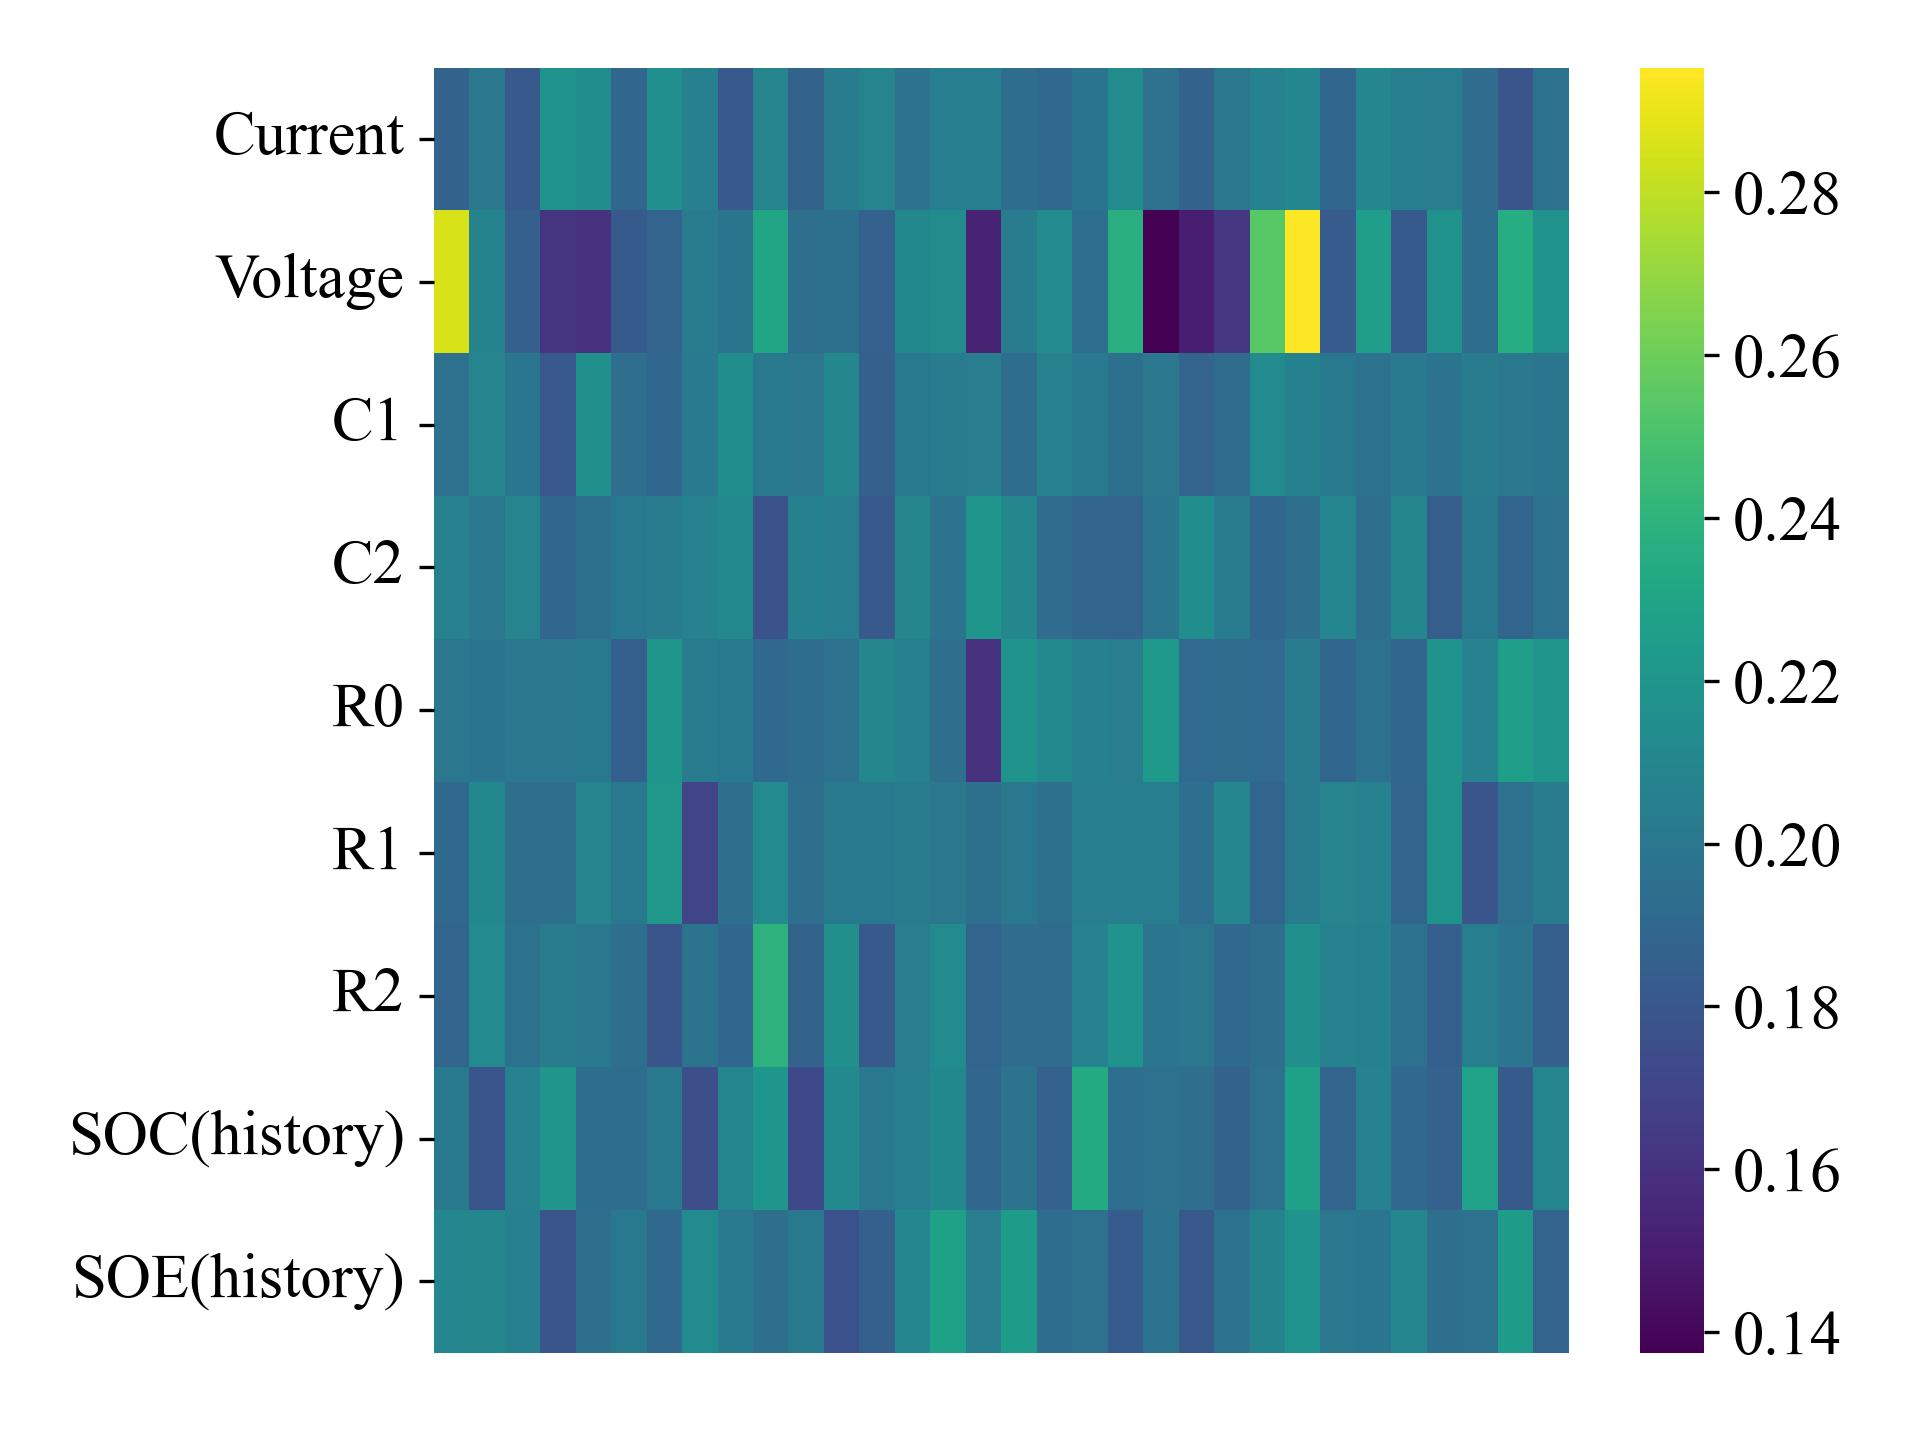 Current
Voltage
C1
C2
R0
R1
R2
SOC(history)
SOE(history)
0.28
0.26
0.24
0.22
0.20
0.18
0.16
0.14